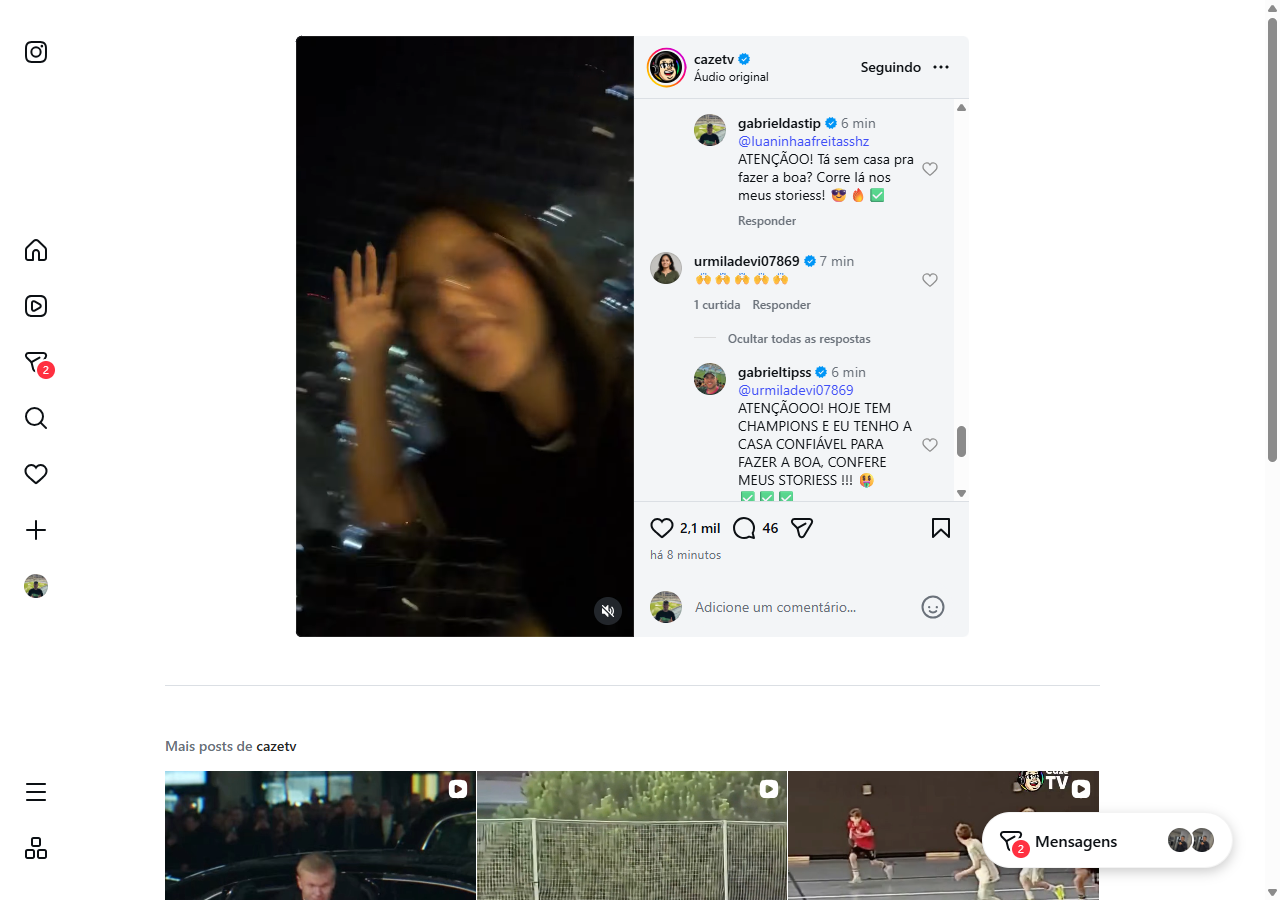 cazetv
Áudio original
Seguindo
gabrieldastip 6 min
@luaninhaafreitasshz
ATENÇÃOO! Tá sem casa pra
fazer a boa? Corre lá nos
meus storiess! 😎 🔥 ✅
Responder
urmiladevi07869 7 min
🙌 🙌 🙌 🙌 🙌
1 curtida Responder
Ocultar todas as respostas
gabrieltipss 6 min
@urmiladevi07869
ATENÇÃOOO! HOJE TEM
CHAMPIONS E EU TENHO A
CASA CONFIÁVEL PARA
FAZER A BOA, CONFERE
MEUS STORIESS !!! 🤑
✅ ✅ ✅
2,1 mil 46
há 8 minutos
Adicione um comentário...
2
Mais posts de cazetv
TV
2 Mensagens